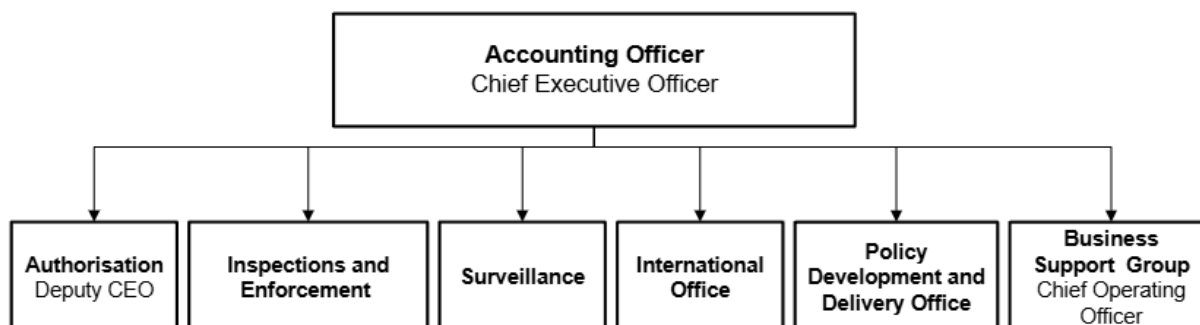 Accounting Officer
Chief Executive Officer
Authorisation
Deputy CEO
Inspections and
Enforcement
Surveillance
International
Office
Policy
Development and
Delivery Office
Business
Support Group
Chief Operating
Officer